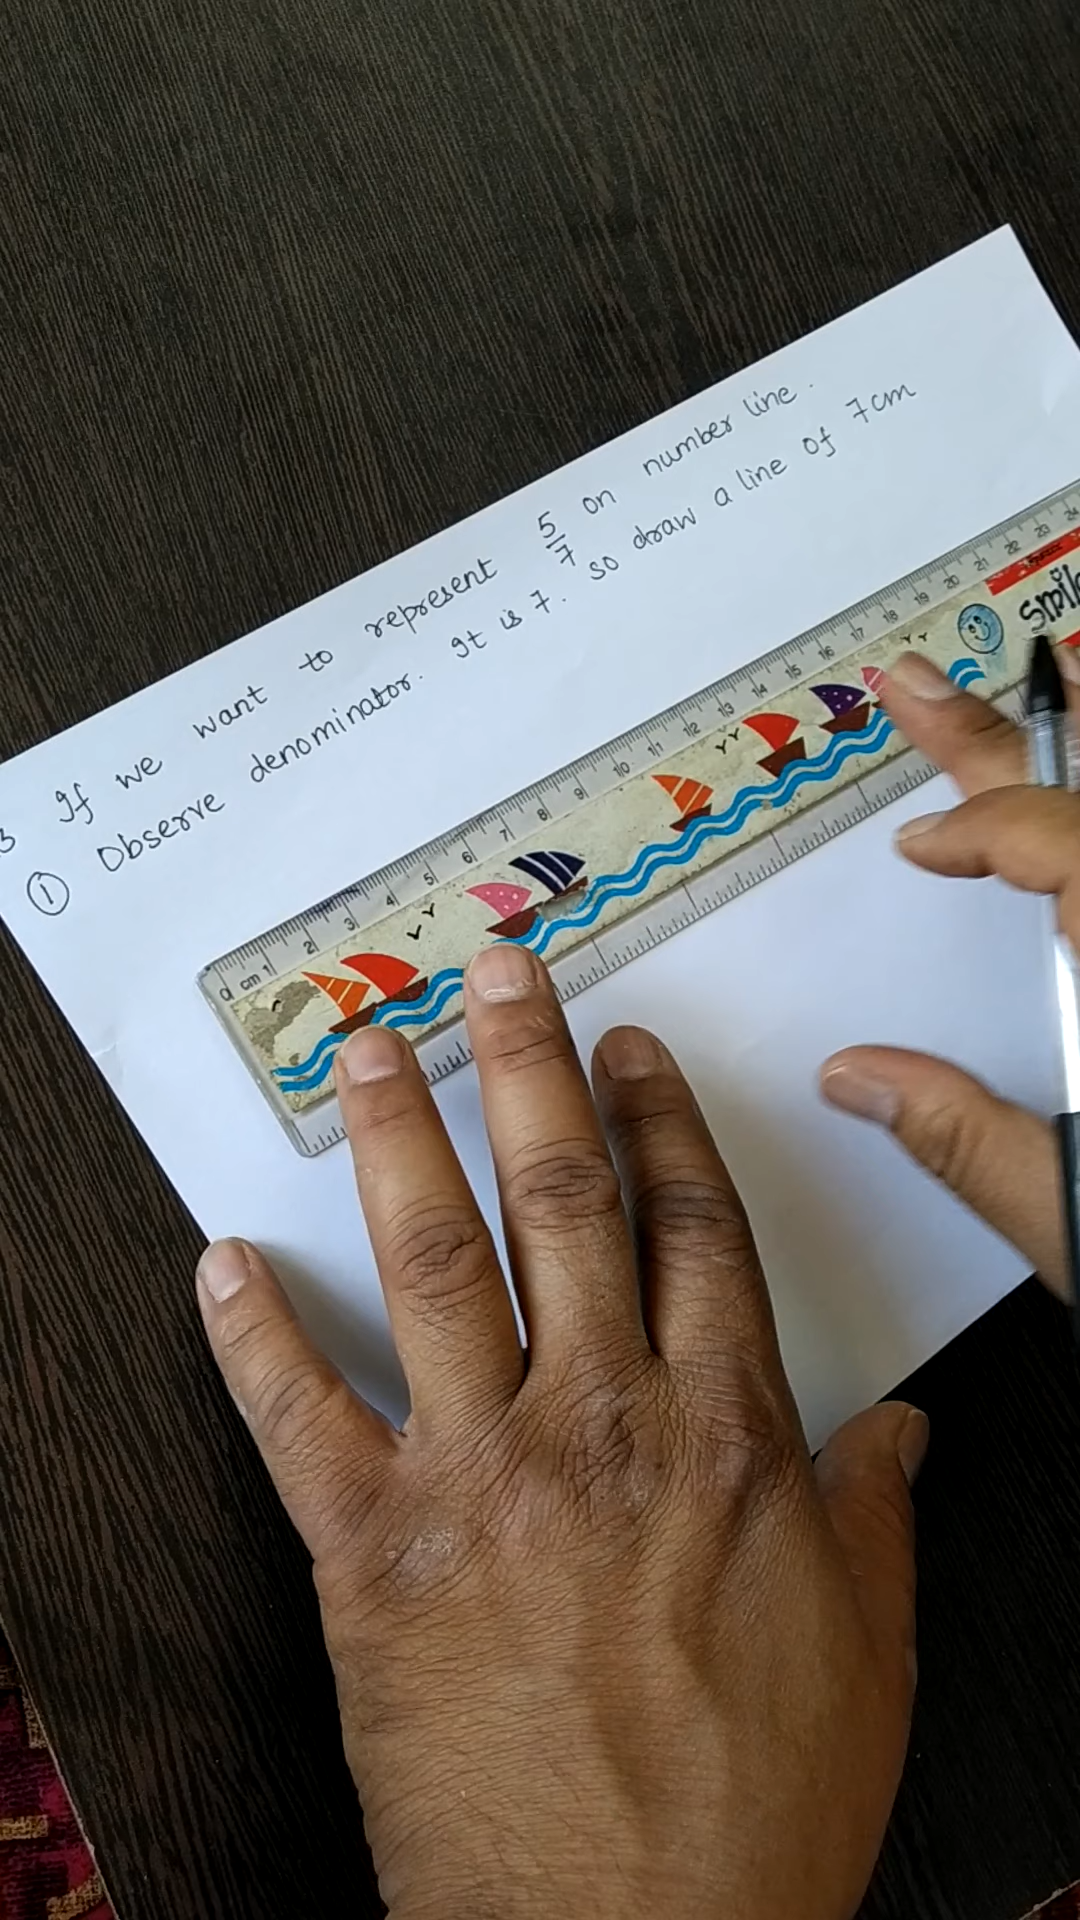 3 If we want to represent 5/7 on number line.
① Observe denominator. It is 7. so draw a line of 7cm
0 cm 1 2 3 4 5 6 7 8 9 10 11 12 13 14 15 16 17 18 19 20 21 22 23 24